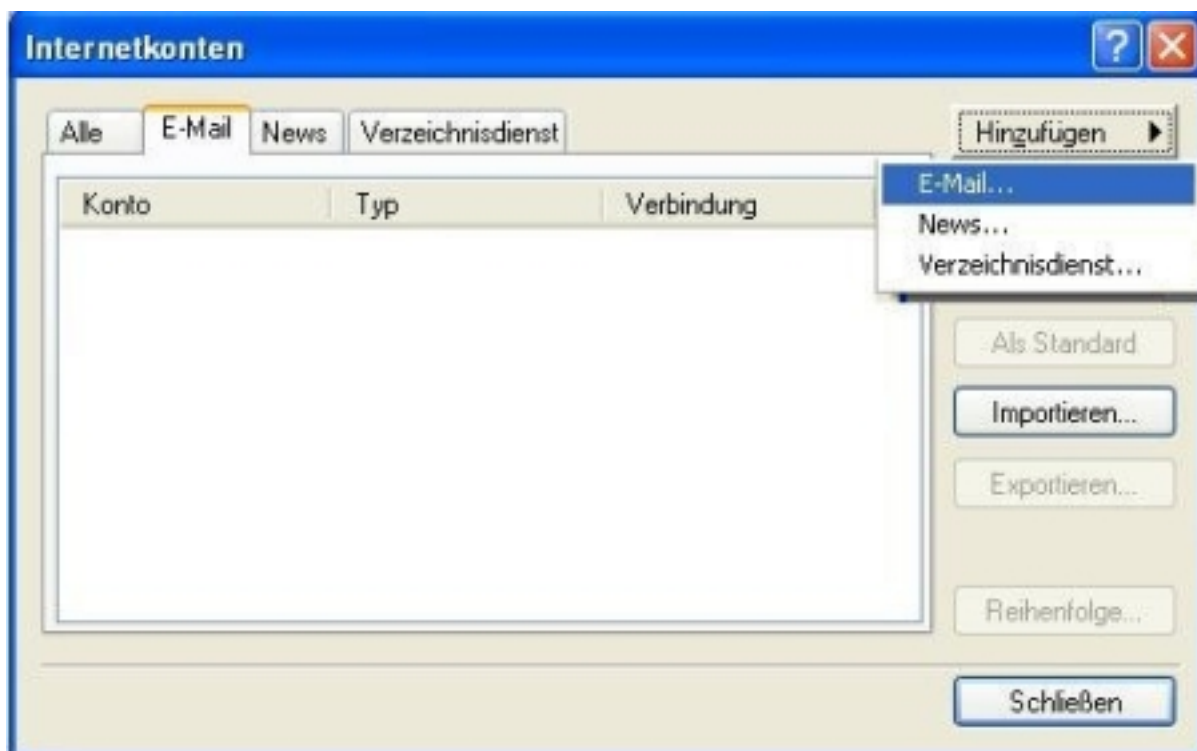 Internetkonten
Alle E-Mail News Verzeichnisdienst Hinzufügen
E-Mail...
Konto Typ Verbindung
News...
Verzeichnisdienst...
Als Standard
Importieren...
Exportieren...
Reihenfolge...
Schließen